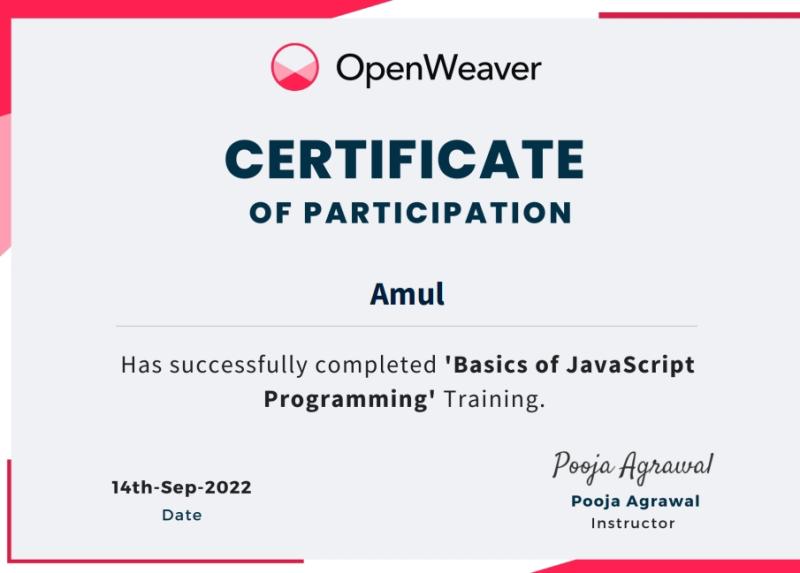 OpenWeaver
CERTIFICATE
OF PARTICIPATION
Amul
Has successfully completed 'Basics of JavaScript
Programming' Training.
14th-Sep-2022
Date
Pooja Agrawal
Pooja Agrawal
Instructor